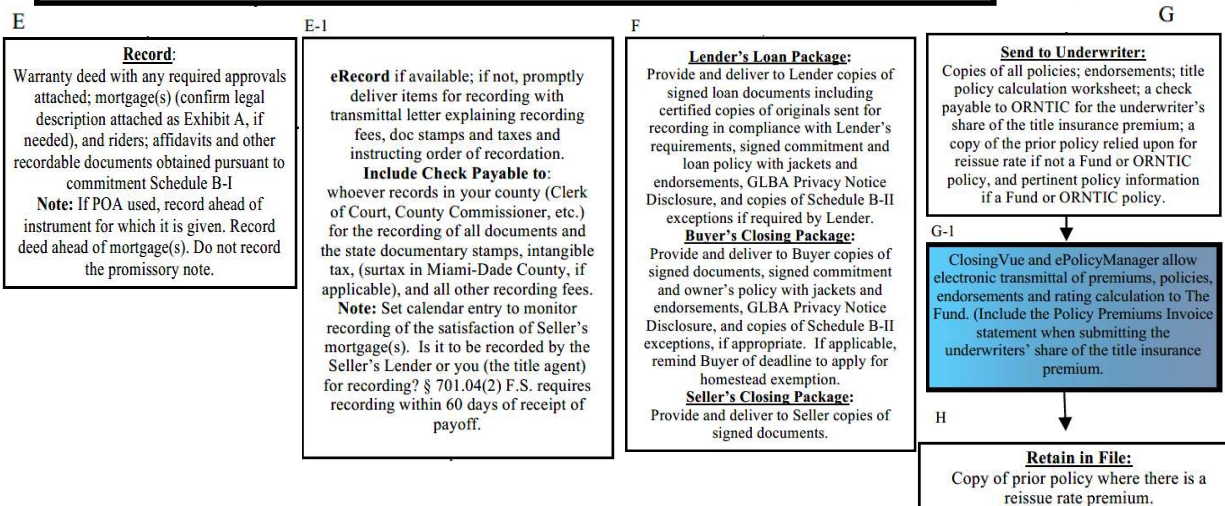 E
Record:
Warranty deed with any required approvals
attached; mortgage(s) (confirm legal
description attached as Exhibit A, if
needed), and riders; affidavits and other
recordable documents obtained pursuant to
commitment Schedule B-I
Note: If POA used, record ahead of
instrument for which it is given. Record
deed ahead of mortgage(s). Do not record
the promissory note.
E-1
eRecord if available; if not, promptly
deliver items for recording with
transmittal letter explaining recording
fees, doc stamps and taxes and
instructing order of recordation.
Include Check Payable to:
whoever records in your county (Clerk
of Court, County Commissioner, etc.)
for the recording of all documents and
the state documentary stamps, intangible
tax, (surtax in Miami-Dade County, if
applicable), and all other recording fees.
Note: Set calendar entry to monitor
recording of the satisfaction of Seller's
mortgage(s). Is it to be recorded by the
Seller's Lender or you (the title agent)
for recording? § 701.04(2) F.S. requires
recording within 60 days of receipt of
payoff.
F
Lender's Loan Package:
Provide and deliver to Lender copies of
signed loan documents including
certified copies of originals sent for
recording in compliance with Lender's
requirements, signed commitment and
loan policy with jackets and
endorsements, GLBA Privacy Notice
Disclosure, and copies of Schedule B-II
exceptions if required by Lender.
Buyer's Closing Package:
Provide and deliver to Buyer copies of
signed documents, signed commitment
and owner's policy with jackets and
endorsements, GLBA Privacy Notice
Disclosure, and copies of Schedule B-II
exceptions, if appropriate. If applicable,
remind Buyer of deadline to apply for
homestead exemption.
Seller's Closing Package:
Provide and deliver to Seller copies of
signed documents.
G
Send to Underwriter:
Copies of all policies; endorsements; title
policy calculation worksheet; a check
payable to ORNTIC for the underwriter's
share of the title insurance premium; a
copy of the prior policy relied upon for
reissue rate if not a Fund or ORNTIC
policy, and pertinent policy information
if a Fund or ORNTIC policy.
G-1
ClosingVue and ePolicyManager allow
electronic transmittal of premiums, policies,
endorsements and rating calculation to The
Fund. (Include the Policy Premiums Invoice
statement when submitting the
underwriters' share of the title insurance
premium.
H
Retain in File:
Copy of prior policy where there is a
reissue rate premium.